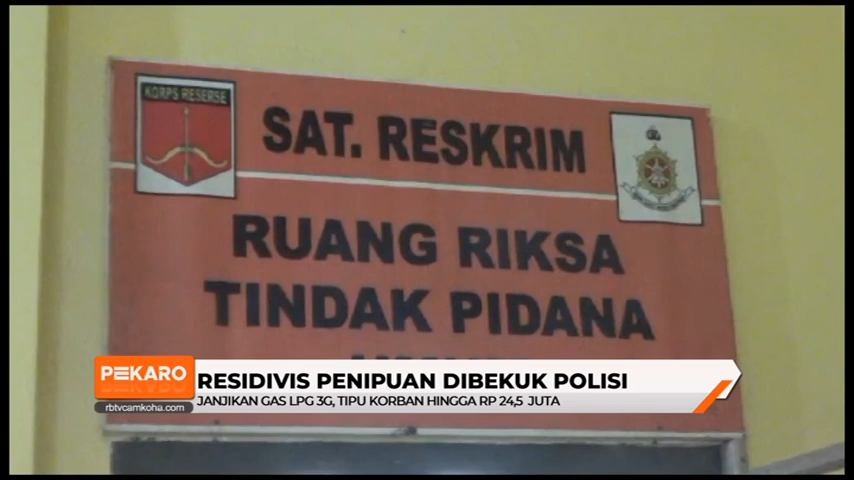 KORPS RESERSE
SAT. RESKRIM
RUANG RIKSA
TINDAK PIDANA
PEKARO
RESIDIVIS PENIPUAN DIBEKUK POLISI
JANJIKAN GAS LPG 3G, TIPU KORBAN HINGGA RP 24,5 JUTA
rbtvcamkoha.com